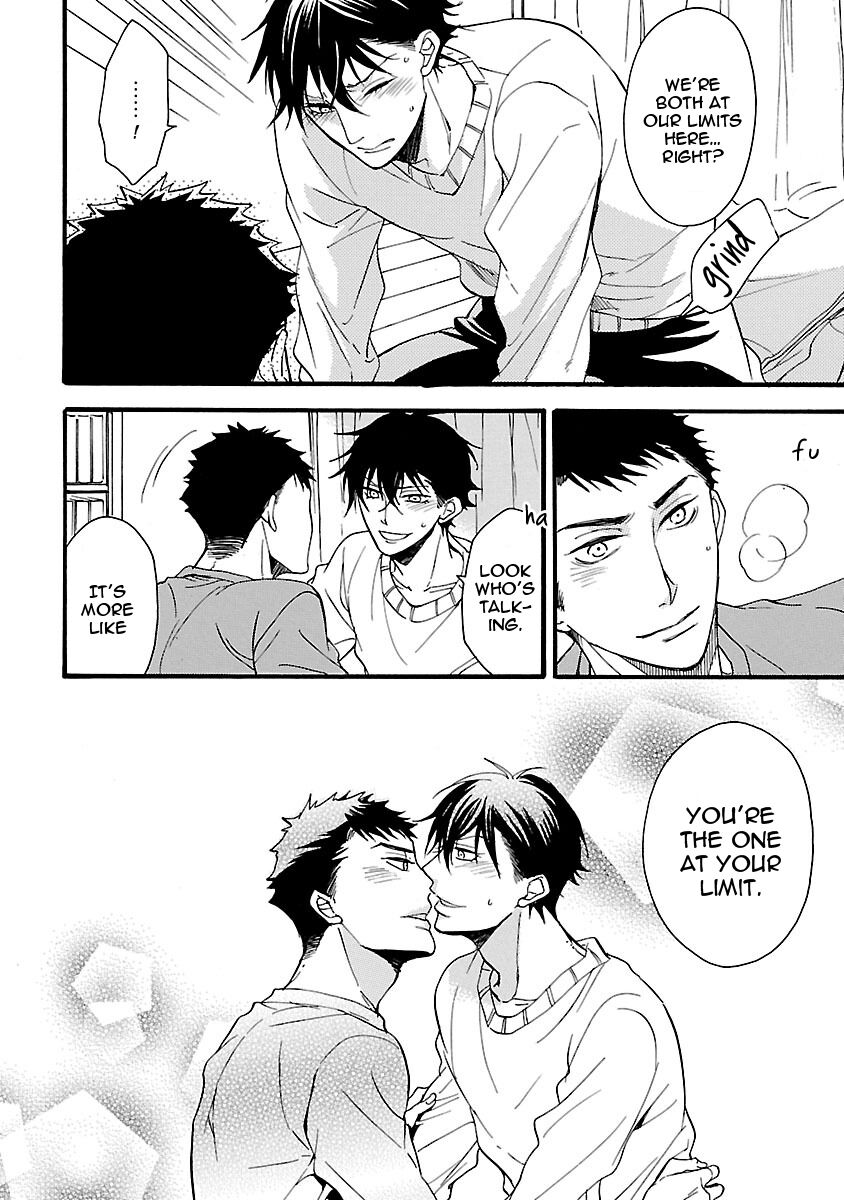 WE'RE
BOTH AT
OUR LIMITS
HERE...
RIGHT?
grind
......!
fu
ha
LOOK
WHO'S
TALK-
ING.
IT'S
MORE
LIKE
YOU'RE
THE ONE
AT YOUR
LIMIT.